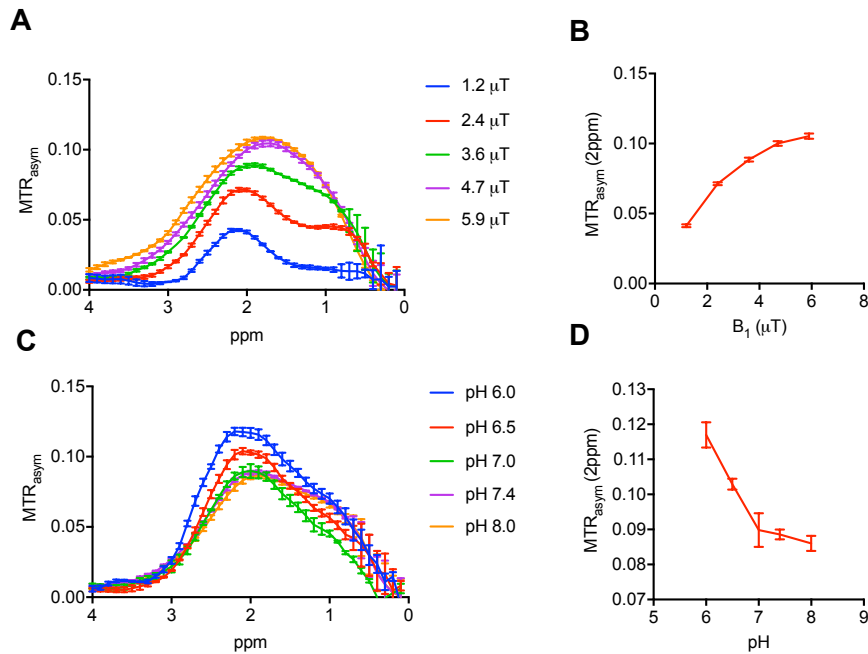 A
MTRasym
0.15
0.10
0.05
0.00
4
3
2
1
0
ppm
1.2 μT
2.4 μT
3.6 μT
4.7 μT
5.9 μT
B
MTRasym (2ppm)
0.15
0.10
0.05
0.00
0
2
4
6
8
B1 (μT)
C
MTRasym
0.15
0.10
0.05
0.00
4
3
2
1
0
ppm
pH 6.0
pH 6.5
pH 7.0
pH 7.4
pH 8.0
D
MTRasym (2ppm)
0.13
0.12
0.11
0.10
0.09
0.08
0.07
5
6
7
8
9
pH